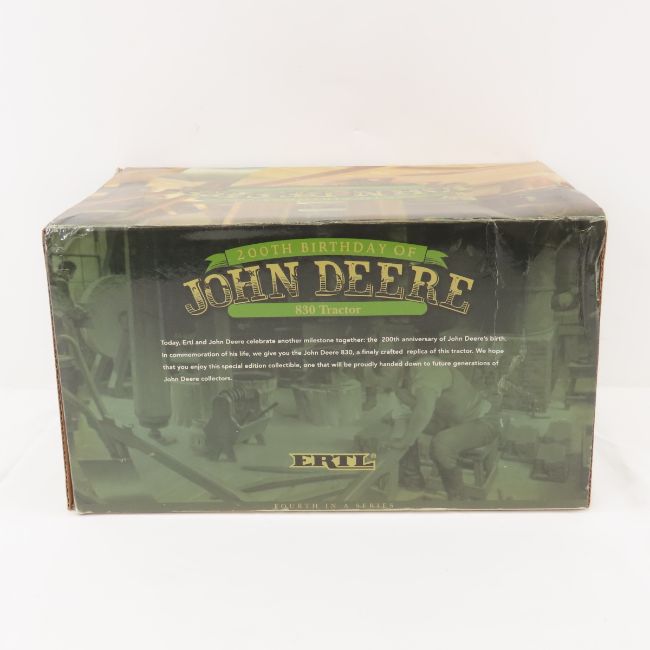 200TH BIRTHDAY OF
JOHN DEERE
830 Tractor
Today, Ertl and John Deere celebrate another milestone together: the 200th anniversary of John Deere's birth.
In commemoration of his life, we give you the John Deere 830, a finely crafted replica of this tractor. We hope
that you enjoy this special edition collectible, one that will be proudly handed down to future generations of
John Deere collectors.
ERTL®
FOURTH IN A SERIES